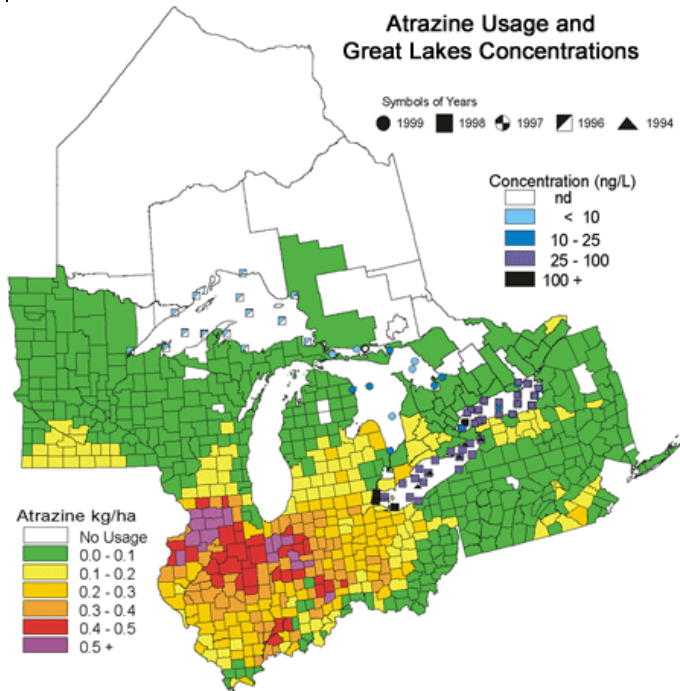 Atrazine Usage and
Great Lakes Concentrations
Symbols of Years
1999 1998 1997 1996 1994
Concentration (ng/L)
nd
< 10
10 - 25
25 - 100
100 +
Atrazine kg/ha
No Usage
0.0 - 0.1
0.1 - 0.2
0.2 - 0.3
0.3 - 0.4
0.4 - 0.5
0.5 +